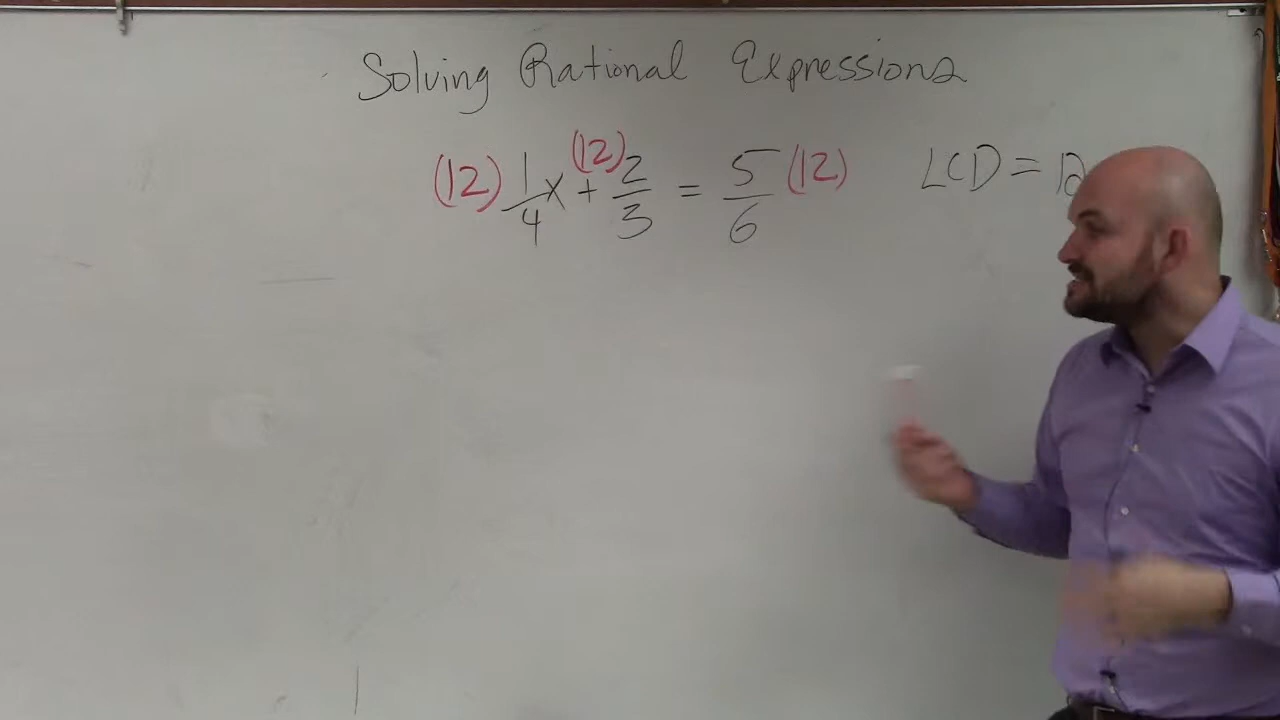 Solving Rational Expressions
(12) 1/4 x + (12) 2/3 = 5/6 (12) LCD = 12